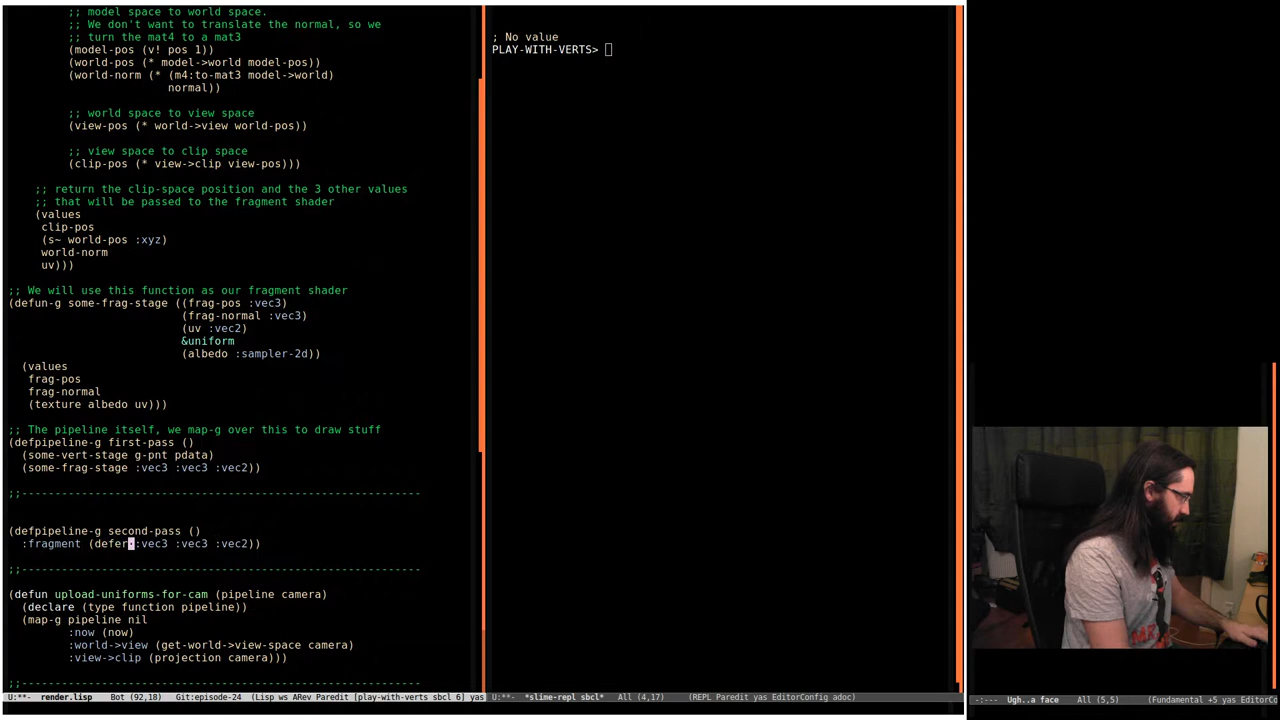 ;; model space to world space.
;; We don't want to translate the normal, so we
;; turn the mat4 to a mat3
(model-pos (v! pos 1))
(world-pos (* model->world model-pos))
(world-norm (* (m4:to-mat3 model->world)
normal))
;; world space to view space
(view-pos (* world->view world-pos))
;; view space to clip space
(clip-pos (* view->clip view-pos)))
;; return the clip-space position and the 3 other values
;; that will be passed to the fragment shader
(values
clip-pos
(s~ world-pos :xyz)
world-norm
uv)))
;; We will use this function as our fragment shader
(defun-g some-frag-stage ((frag-pos :vec3)
(frag-normal :vec3)
(uv :vec2)
&uniform
(albedo :sampler-2d))
(values
frag-pos
frag-normal
(texture albedo uv)))
;; The pipeline itself, we map-g over this to draw stuff
(defpipeline-g first-pass ()
(some-vert-stage g-pnt pdata)
(some-frag-stage :vec3 :vec3 :vec2))
;;------------------------------------------------------------
(defpipeline-g second-pass ()
:fragment (defer :vec3 :vec3 :vec2))
;;------------------------------------------------------------
(defun upload-uniforms-for-cam (pipeline camera)
(declare (type function pipeline))
(map-g pipeline nil
:now (now)
:world->view (get-world->view-space camera)
:view->clip (projection camera)))
;;------------------------------------------------------------
U:**- render.lisp Bot (92,18) Git:episode-24 (Lisp ws ARev Paredit [play-with-verts sbcl 6] yas
; No value
PLAY-WITH-VERTS>
U:**- *slime-repl sbcl* All (4,17) (REPL Paredit yas EditorConfig adoc)
-:--- Ugh..a face All (5,5) (Fundamental +5 yas EditorC